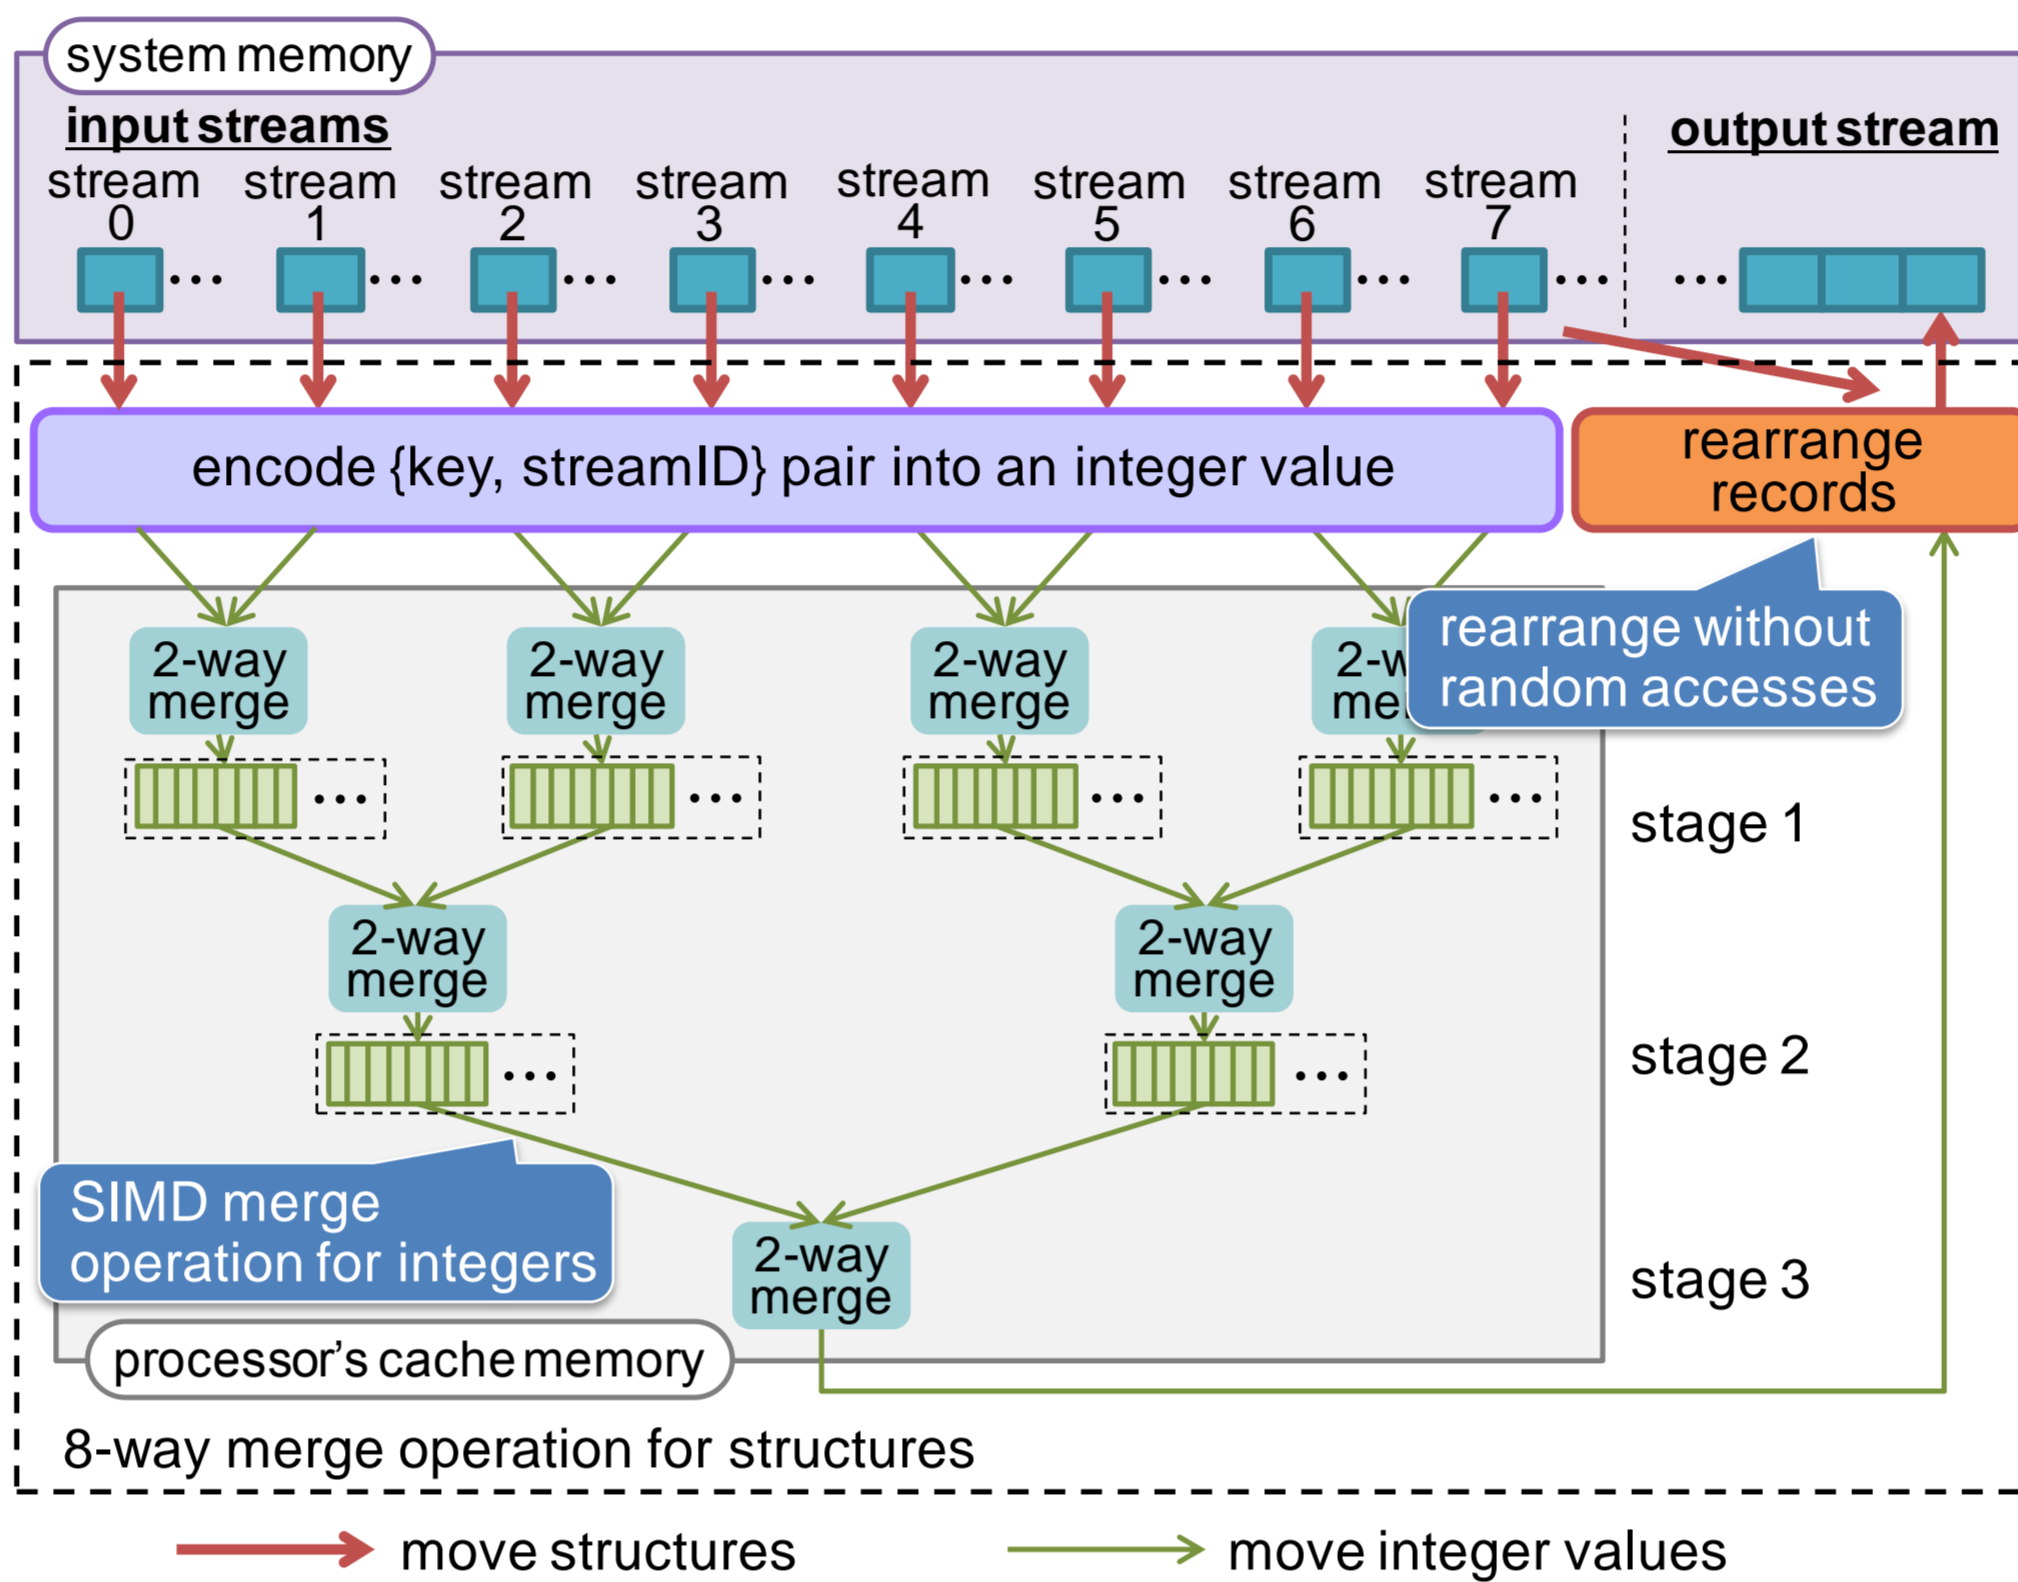 system memory
input streams
output stream
stream
0
stream
1
stream
2
stream
3
stream
4
stream
5
stream
6
stream
7
encode {key, streamID} pair into an integer value
rearrange
records
rearrange without
random accesses
2-way
merge
2-way
merge
2-way
merge
stage 1
2-way
merge
2-way
merge
stage 2
SIMD merge
operation for integers
2-way
merge
stage 3
processor's cache memory
8-way merge operation for structures
move structures
move integer values